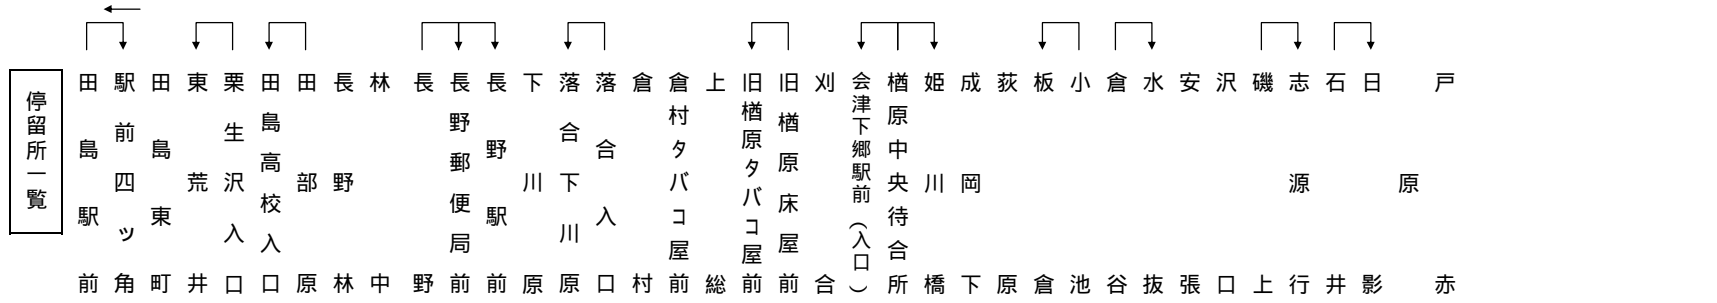 停留所一覧
田島駅前
駅前四ッ角
田島東町
東荒井
栗生沢入口
田島高校入口
田部原
長野林
林中
長野
長野郵便局前
長野駅前
下川原
落合下川原
落合入口
倉村
倉村タバコ屋前
上総
旧楢原タバコ屋前
旧楢原床屋前
刈合
会津下郷駅前(入口)
楢原中央待合所
姫川橋
成岡下
荻原
板倉
小池
倉谷
水抜
安張
沢口
磯上
志源行
石井
日影
原
戸赤